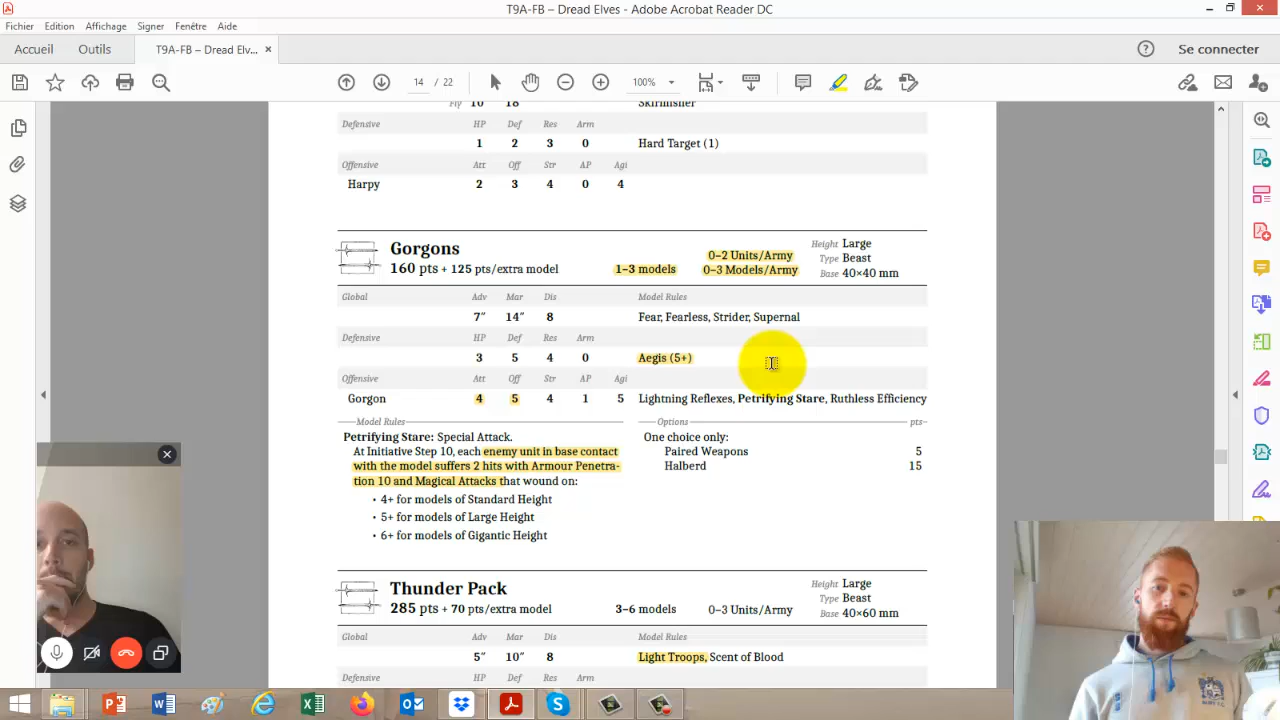 T9A-FB – Dread Elves - Adobe Acrobat Reader DC
Fichier Edition Affichage Signer Fenêtre Aide
Accueil Outils T9A-FB – Dread Elv... × Se connecter
14 / 22 100%
Fly 10 18 Skirmisher
Defensive HP Def Res Arm
1 2 3 0 Hard Target (1)
Offensive Att Off Str AP Agi
Harpy 2 3 4 0 4
Gorgons
160 pts + 125 pts/extra model
1–3 models
0–2 Units/Army
0–3 Models/Army
Height Large
Type Beast
Base 40×40 mm
Global Adv Mar Dis Model Rules
7″ 14″ 8 Fear, Fearless, Strider, Supernal
Defensive HP Def Res Arm
3 5 4 0 Aegis (5+)
Offensive Att Off Str AP Agi
Gorgon 4 5 4 1 5 Lightning Reflexes, Petrifying Stare, Ruthless Efficiency
Model Rules
Petrifying Stare: Special Attack.
At Initiative Step 10, each enemy unit in base contact
with the model suffers 2 hits with Armour Penetra-
tion 10 and Magical Attacks that wound on:
• 4+ for models of Standard Height
• 5+ for models of Large Height
• 6+ for models of Gigantic Height
Options pts
One choice only:
Paired Weapons 5
Halberd 15
Thunder Pack
285 pts + 70 pts/extra model
3–6 models
0–3 Units/Army
Height Large
Type Beast
Base 40×60 mm
Global Adv Mar Dis Model Rules
5″ 10″ 8 Light Troops, Scent of Blood
Defensive HP Def Res Arm